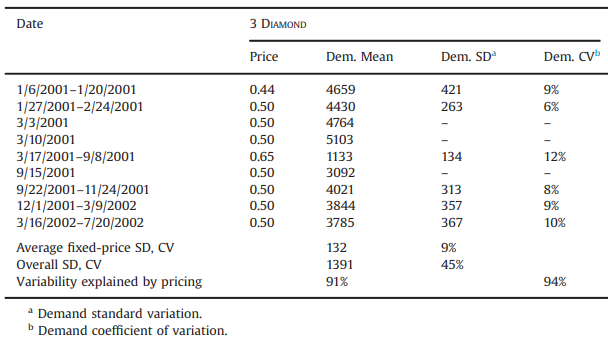 Date 3 DIAMOND
Price Dem. Mean Dem. SDa Dem. CVb
1/6/2001–1/20/2001 0.44 4659 421 9%
1/27/2001–2/24/2001 0.50 4430 263 6%
3/3/2001 0.50 4764 – –
3/10/2001 0.50 5103 – –
3/17/2001–9/8/2001 0.65 1133 134 12%
9/15/2001 0.50 3092 – –
9/22/2001–11/24/2001 0.50 4021 313 8%
12/1/2001–3/9/2002 0.50 3844 357 9%
3/16/2002–7/20/2002 0.50 3785 367 10%
Average fixed-price SD, CV 132 9%
Overall SD, CV 1391 45%
Variability explained by pricing 91% 94%
a Demand standard variation.
b Demand coefficient of variation.